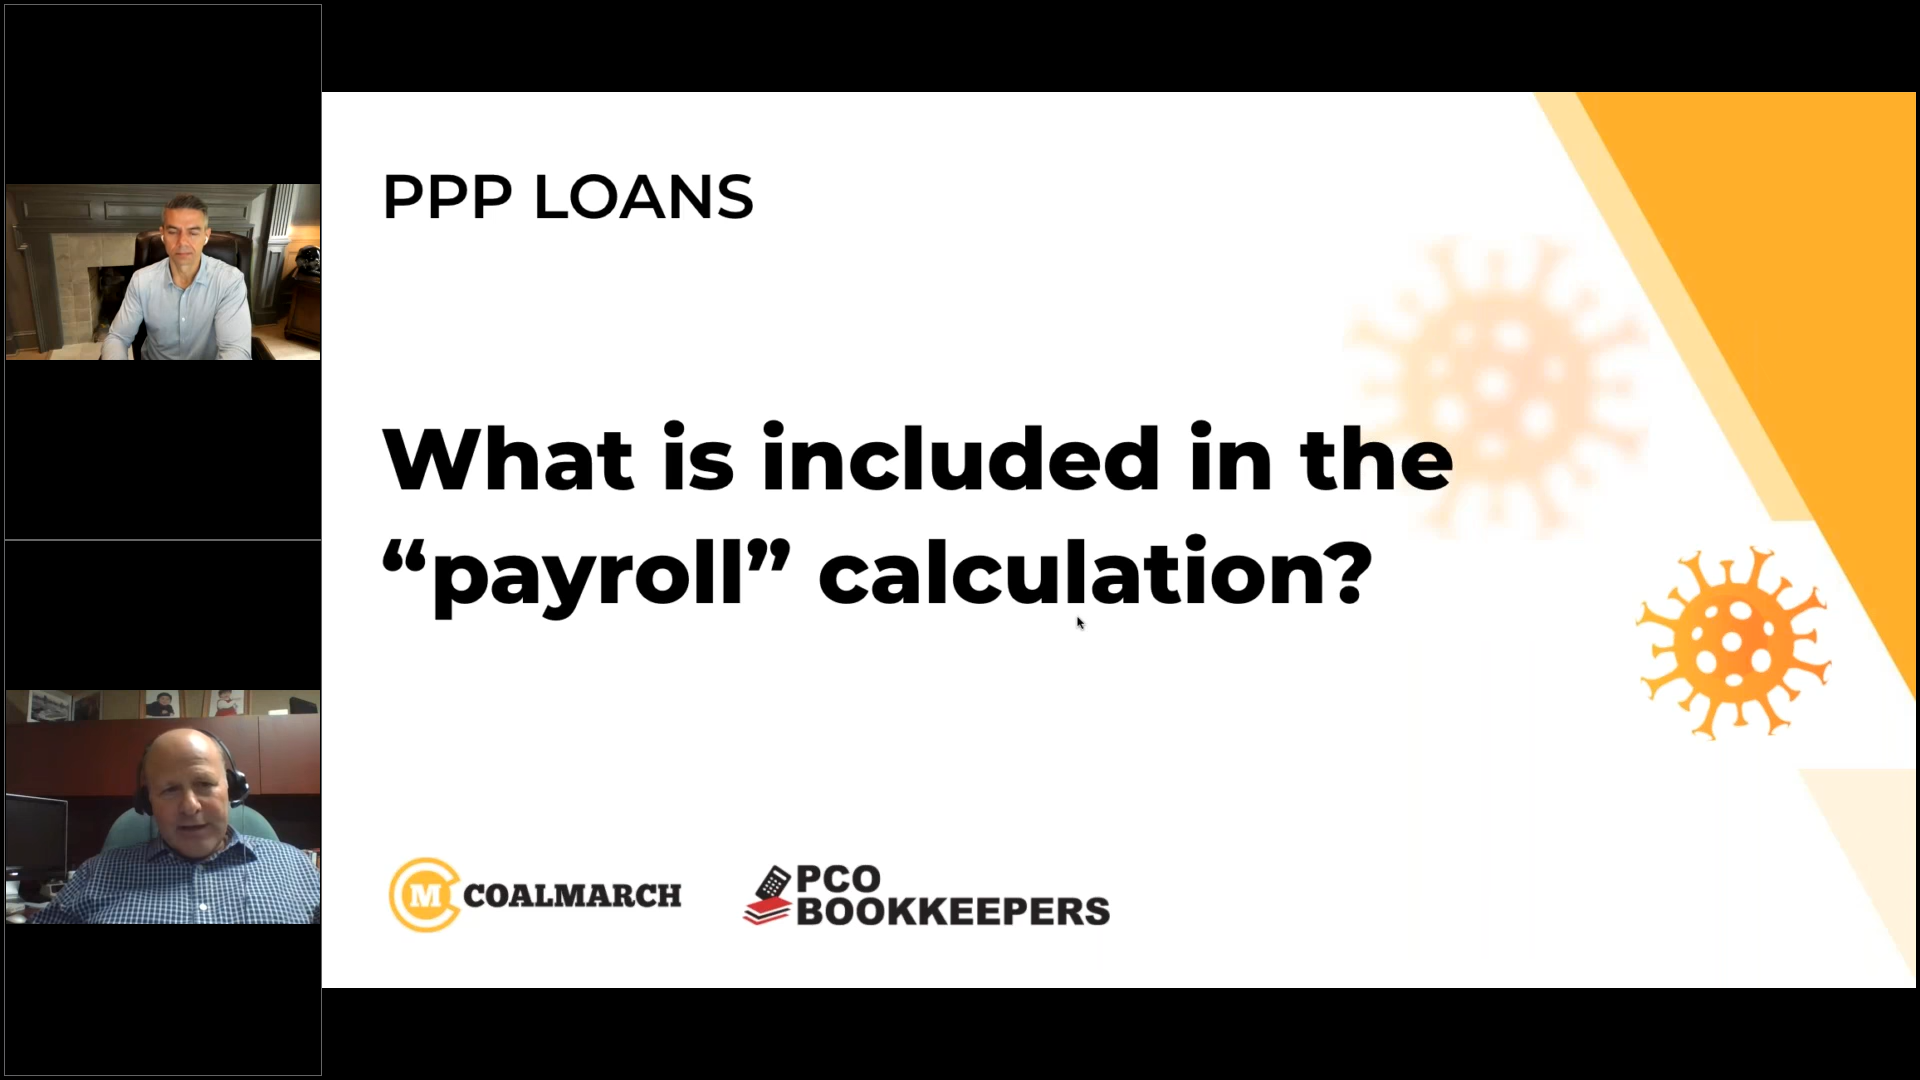 PPP LOANS
What is included in the
“payroll” calculation?
M COALMARCH
PCO
BOOKKEEPERS